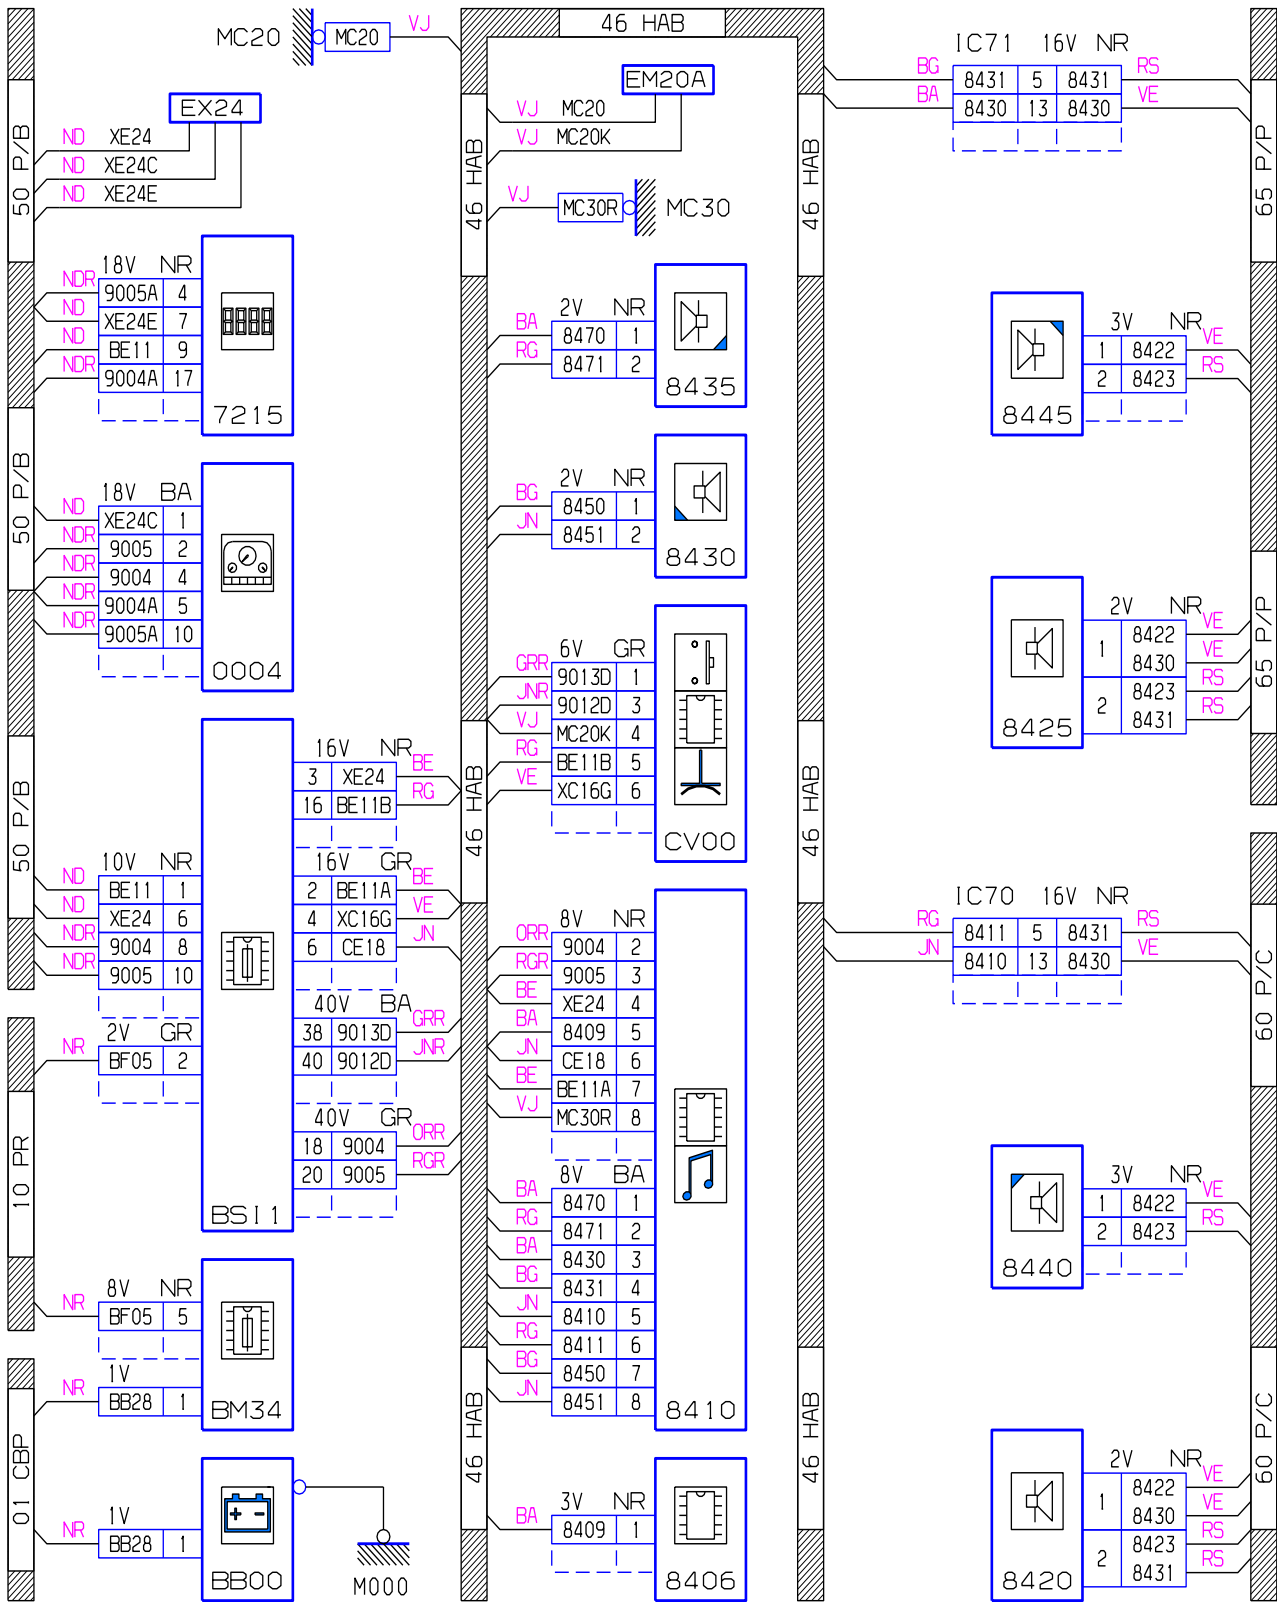 MC20 MC20 VJ
EX24
ND XE24
ND XE24C
ND XE24E
50 P/B
18V NR
NDR 9005A 4
ND XE24E 7
ND BE11 9
NDR 9004A 17
7215
50 P/B
18V BA
ND XE24C 1
NDR 9005 2
NDR 9004 4
NDR 9004A 5
NDR 9005A 10
0004
50 P/B
10V NR
ND BE11 1
ND XE24 6
NDR 9004 8
NDR 9005 10
2V GR
NR BF05 2
16V NR
3 XE24 BE
16 BE11B RG
16V GR
2 BE11A BE
4 XC16G VE
6 CE18 JN
40V BA
38 9013D GRR
40 9012D JNR
40V GR
18 9004 ORR
20 9005 RGR
BSI1
10 PR
8V NR
NR BF05 5
1V
NR BB28 1
BM34
01 CBP
1V
NR BB28 1
BB00
M000
46 HAB
EM20A
VJ MC20
VJ MC20K
46 HAB
VJ MC30R MC30
2V NR
BA 8470 1
RG 8471 2
8435
2V NR
BG 8450 1
JN 8451 2
8430
6V GR
GRR 9013D 1
JNR 9012D 3
VJ MC20K 4
RG BE11B 5
VE XC16G 6
CV00
46 HAB
8V NR
ORR 9004 2
RGR 9005 3
BE XE24 4
BA 8409 5
JN CE18 6
BE BE11A 7
VJ MC30R 8
8V BA
BA 8470 1
RG 8471 2
BA 8430 3
BG 8431 4
JN 8410 5
RG 8411 6
BG 8450 7
JN 8451 8
8410
46 HAB
3V NR
BA 8409 1
8406
46 HAB
46 HAB
46 HAB
IC71 16V NR
BG 8431 5 8431 RS
BA 8430 13 8430 VE
65 P/P
3V NR
1 8422 VE
2 8423 RS
8445
2V NR
1 8422 VE
8430 VE
2 8423 RS
8431 RS
8425
65 P/P
IC70 16V NR
RG 8411 5 8431 RS
JN 8410 13 8430 VE
60 P/C
3V NR
1 8422 VE
2 8423 RS
8440
2V NR
1 8422 VE
8430 VE
2 8423 RS
8431 RS
8420
60 P/C